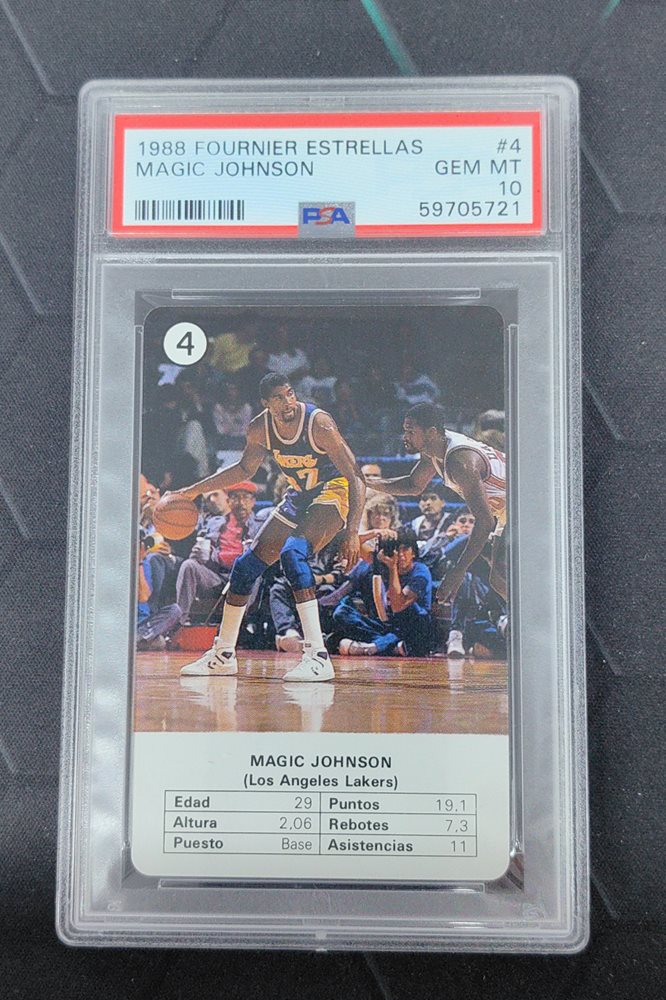 1988 FOURNIER ESTRELLAS #4
MAGIC JOHNSON GEM MT
10
PSA 59705721
4
MAGIC JOHNSON
(Los Angeles Lakers)
Edad 29 Puntos 19.1
Altura 2,06 Rebotes 7,3
Puesto Base Asistencias 11